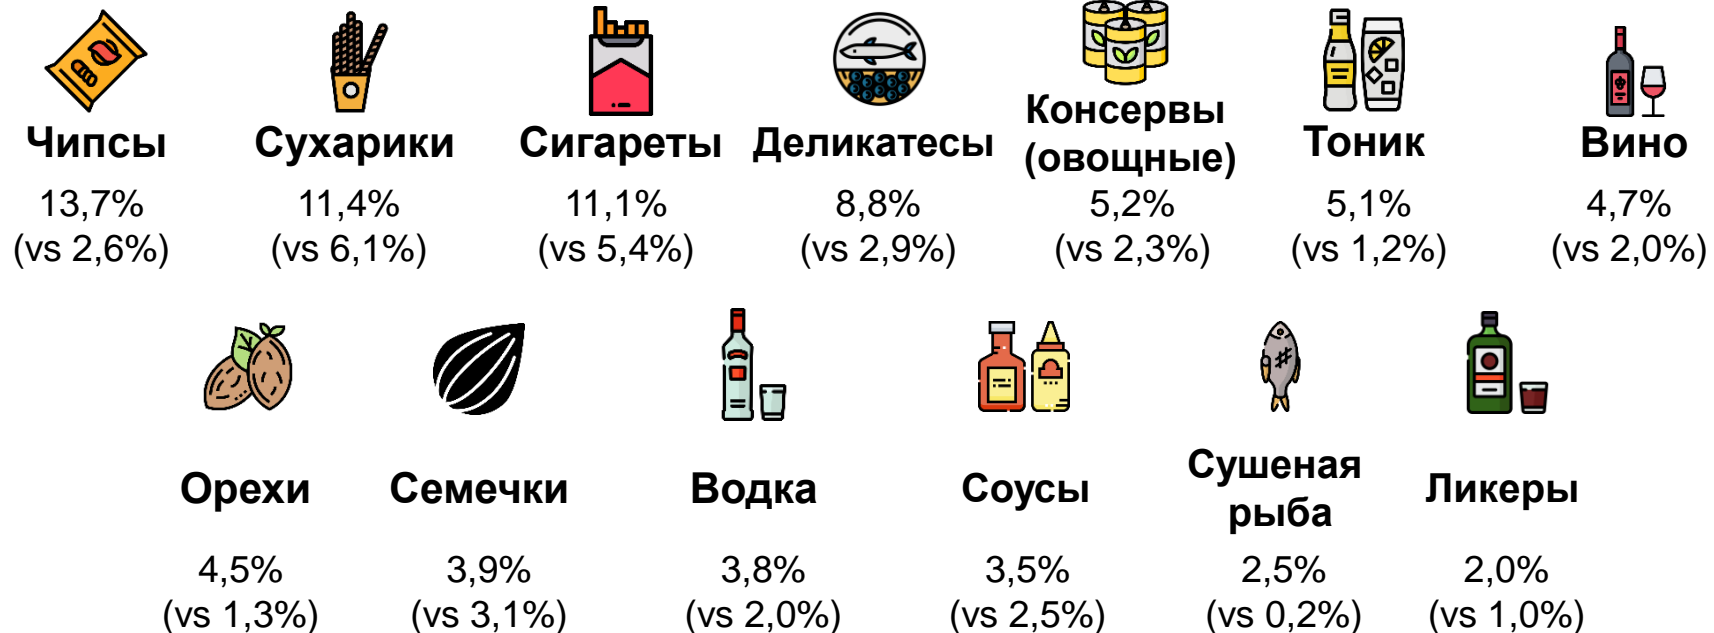 Чипсы
13,7%
(vs 2,6%)
Сухарики
11,4%
(vs 6,1%)
Сигареты
11,1%
(vs 5,4%)
Деликатесы
8,8%
(vs 2,9%)
Консервы
(овощные)
5,2%
(vs 2,3%)
Тоник
5,1%
(vs 1,2%)
Вино
4,7%
(vs 2,0%)
Орехи
4,5%
(vs 1,3%)
Семечки
3,9%
(vs 3,1%)
Водка
3,8%
(vs 2,0%)
Соусы
3,5%
(vs 2,5%)
Сушеная
рыба
2,5%
(vs 0,2%)
Ликеры
2,0%
(vs 1,0%)